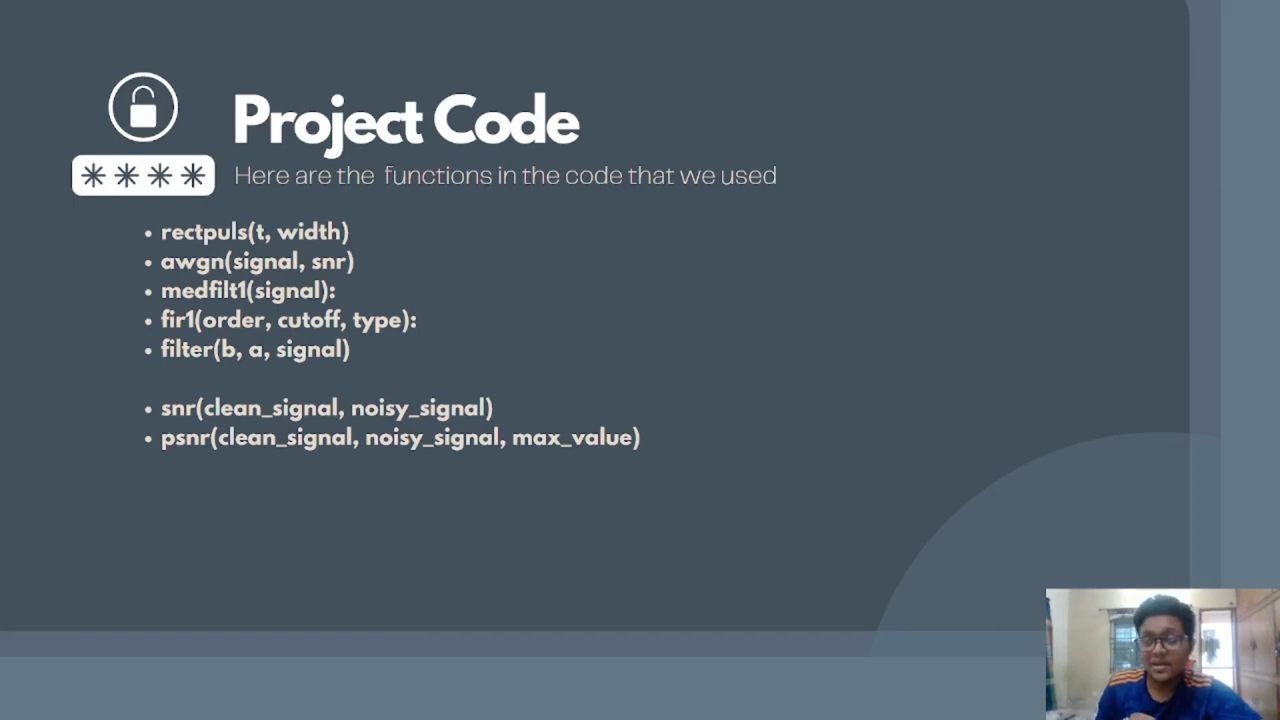 Project Code
Here are the functions in the code that we used
• rectpuls(t, width)
• awgn(signal, snr)
• medfilt1(signal):
• fir1(order, cutoff, type):
• filter(b, a, signal)
• snr(clean_signal, noisy_signal)
• psnr(clean_signal, noisy_signal, max_value)